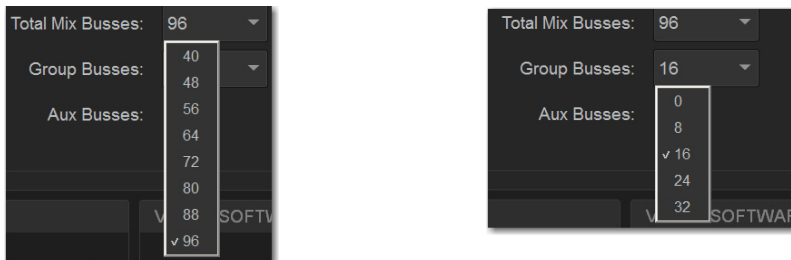 Total Mix Busses: 96
40
Group Busses:
48
56
Aux Busses:
64
72
80
88
✓ 96
Total Mix Busses: 96
Group Busses: 16
0
Aux Busses:
8
✓ 16
24
32